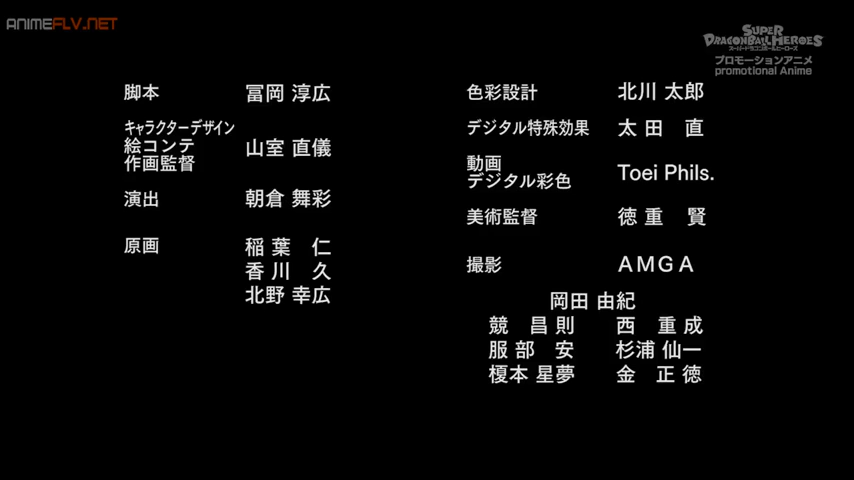 ANIMEFLV.NET
SUPER
DRAGONBALL HEROES
スーパードラゴンボールヒーローズ
プロモーションアニメ
promotional Anime
脚本 冨岡 淳広
キャラクターデザイン
絵コンテ
作画監督
山室 直儀
演出 朝倉 舞彩
原画 稲葉 仁
香川 久
北野 幸広
色彩設計 北川 太郎
デジタル特殊効果 太田 直
動画
デジタル彩色
Toei Phils.
美術監督 徳重 賢
撮影 AMGA
岡田 由紀
競 昌則 西 重成
服部 安 杉浦 仙一
榎本 星夢 金 正徳